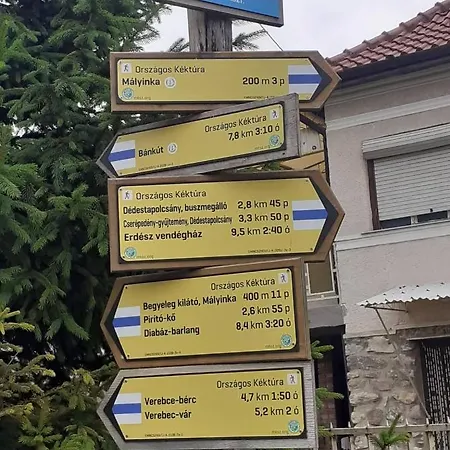 Országos Kéktúra
Mályinka 200 m 3 p
Országos Kéktúra
7,8 km 3:10 ó
Bánkút
Országos Kéktúra
Dédestapolcsány, buszmegálló 2,8 km 45 p
Cserépedény-gyűjtemény, Dédestapolcsány 3,3 km 50 p
Erdész vendégház 9,5 km 2:40 ó
Országos Kéktúra
Begyeleg kilátó, Mályinka 400 m 11 p
Pirító-kő 2,6 km 55 p
Diabáz-barlang 8,4 km 3:20 ó
Országos Kéktúra
Verebce-bérc 4,7 km 1:50 ó
Verebec-vár 5,2 km 2 ó